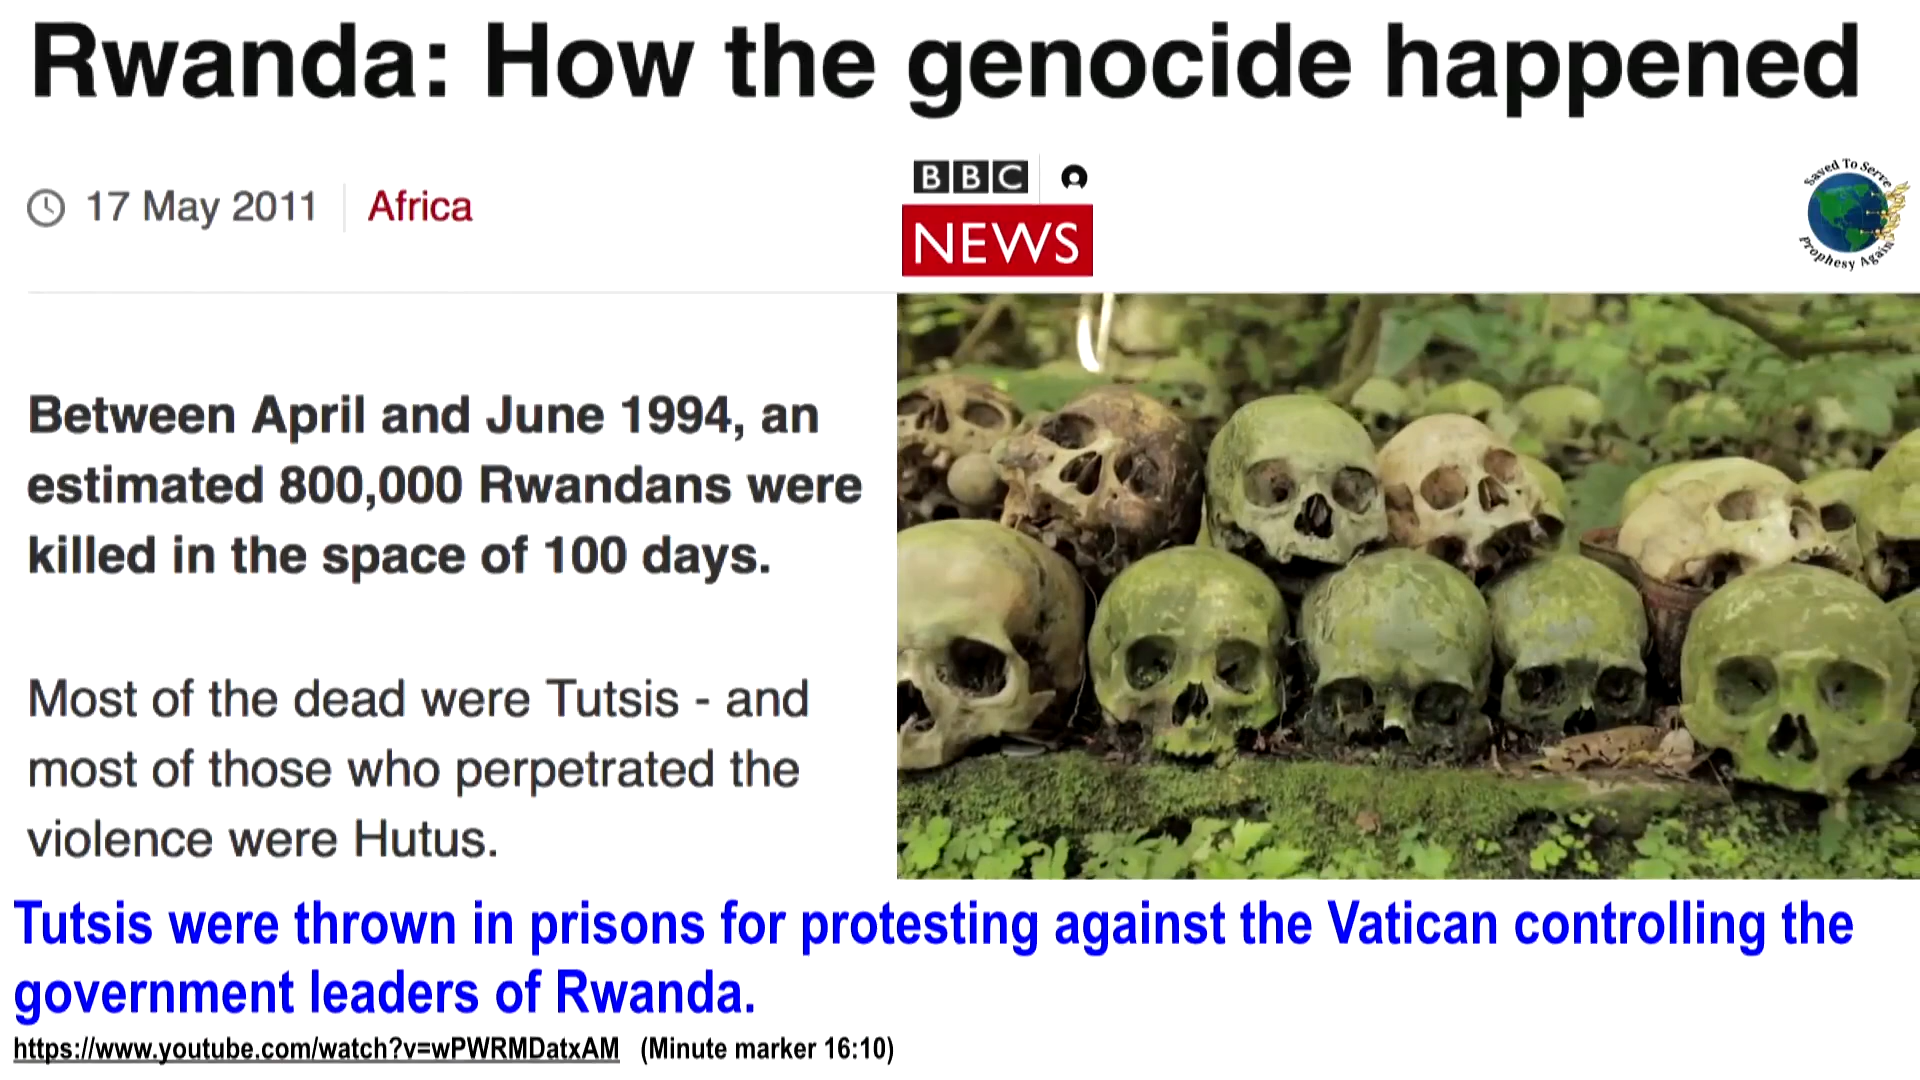 Rwanda: How the genocide happened
17 May 2011
Africa
BBC
NEWS
Saved To Serve
Prophesy Again
Between April and June 1994, an
estimated 800,000 Rwandans were
killed in the space of 100 days.
Most of the dead were Tutsis - and
most of those who perpetrated the
violence were Hutus.
Tutsis were thrown in prisons for protesting against the Vatican controlling the
government leaders of Rwanda.
https://www.youtube.com/watch?v=wPWRMDatxAM (Minute marker 16:10)